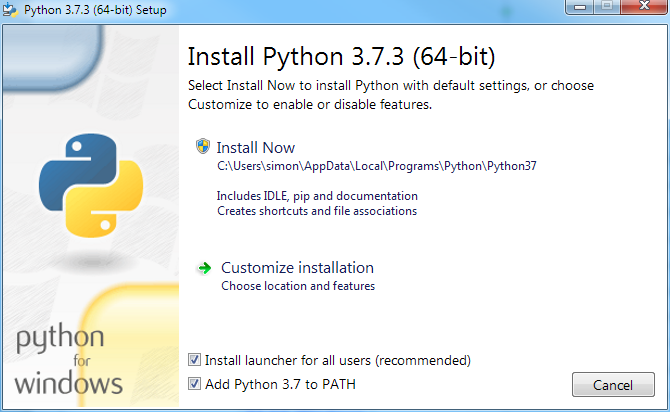 Python 3.7.3 (64-bit) Setup
Install Python 3.7.3 (64-bit)
Select Install Now to install Python with default settings, or choose
Customize to enable or disable features.
Install Now
C:\Users\simon\AppData\Local\Programs\Python\Python37
Includes IDLE, pip and documentation
Creates shortcuts and file associations
Customize installation
Choose location and features
python
for
windows
Install launcher for all users (recommended)
Add Python 3.7 to PATH
Cancel